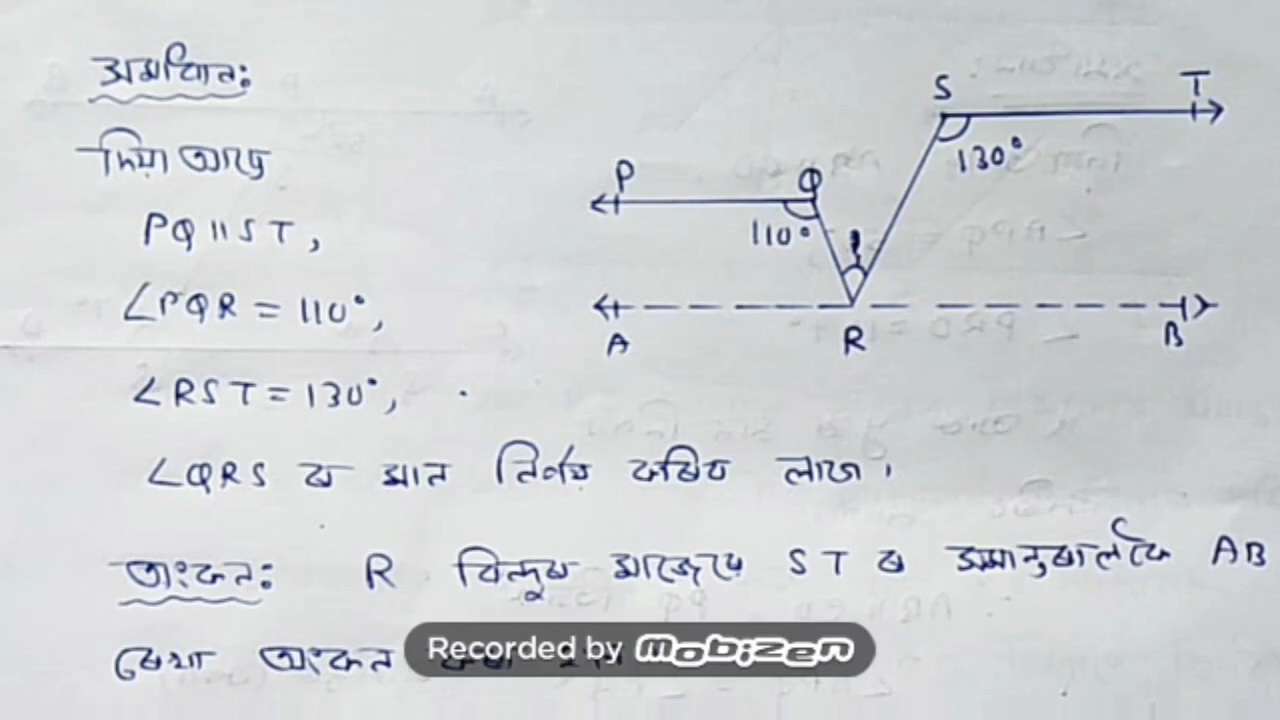 সমাধান:
দিয়া আছে
PQ || ST,
∠PQR = 110°,
∠RST = 130°,
∠QRS ৰ মান নিৰ্ণয় কৰিব লাগে।
অংকন: R বিন্দুৰ মাজেৰে ST ৰ সমান্তৰালকৈ AB
ৰেখা অংকন কৰা
S
T
130°
P
Q
110°
A
R
B
Recorded by mobizen